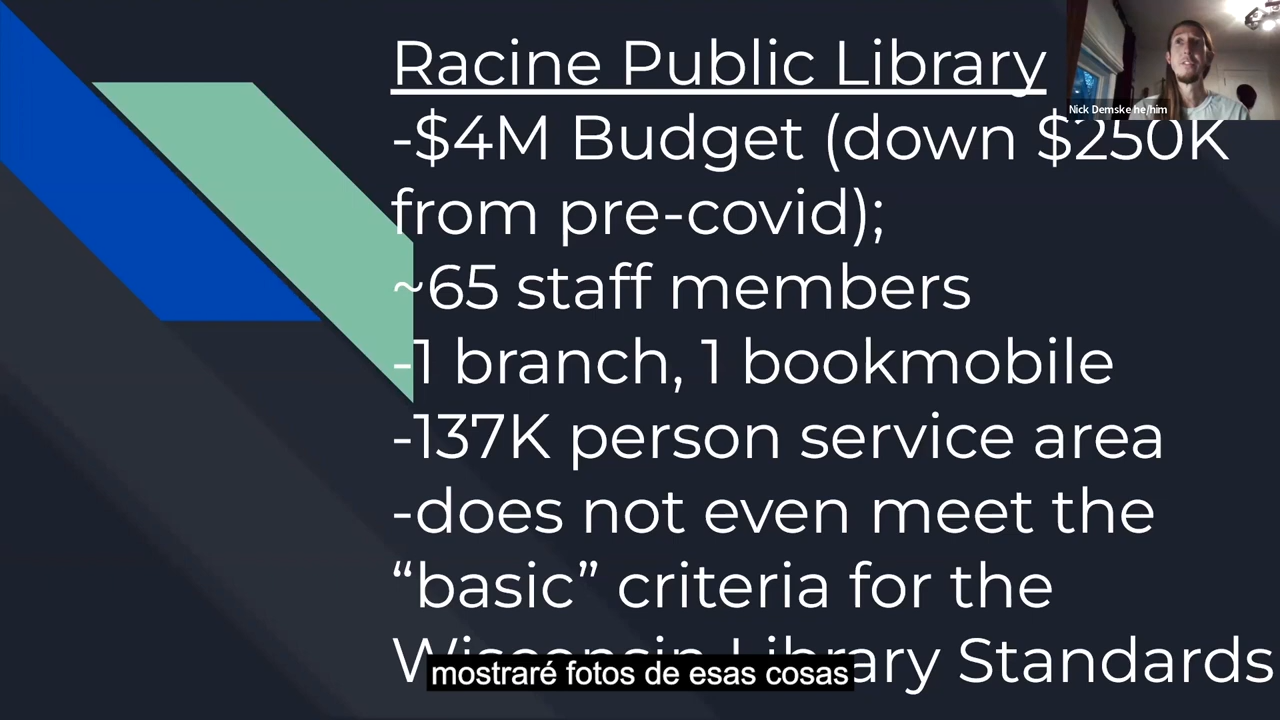 Racine Public Library
Nick Demske he/him
-$4M Budget (down $250K
from pre-covid);
~65 staff members
-1 branch, 1 bookmobile
-137K person service area
-does not even meet the
“basic” criteria for the
Wisconsin Library Standards
mostraré fotos de esas cosas